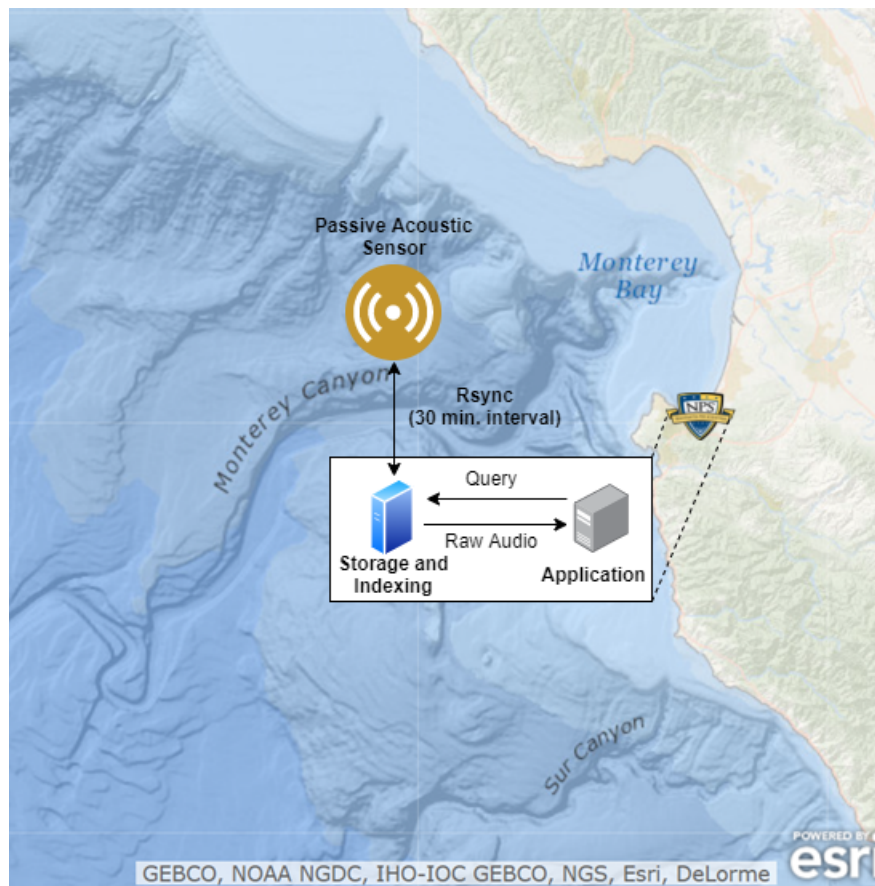 Passive Acoustic
Sensor
Monterey
Bay
Monterey Canyon
Rsync
(30 min. interval)
NPS
Query
Raw Audio
Storage and
Indexing
Application
Sur Canyon
POWERED BY
esri
GEBCO, NOAA NGDC, IHO-IOC GEBCO, NGS, Esri, DeLorme